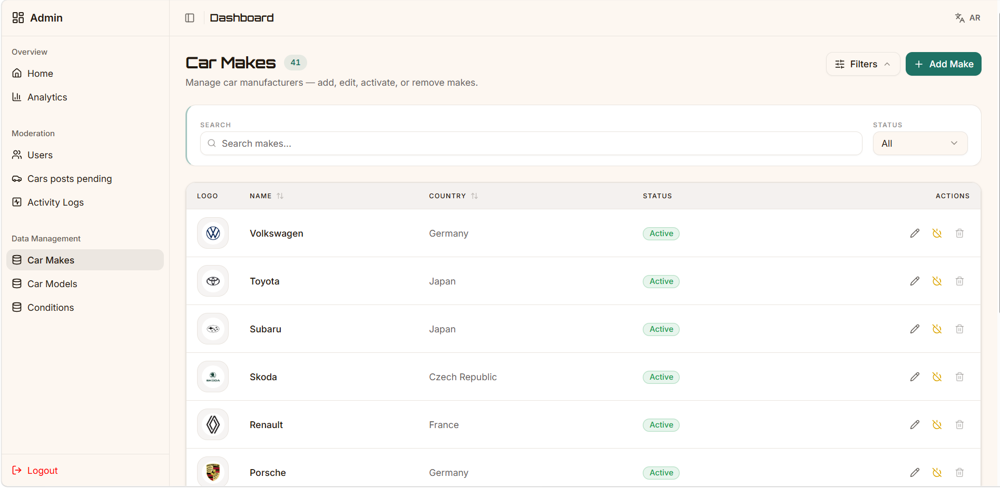 Admin
Dashboard
AR
Overview
Home
Analytics
Moderation
Users
Cars posts pending
Activity Logs
Data Management
Car Makes
Car Models
Conditions
Logout
Car Makes 41
Manage car manufacturers — add, edit, activate, or remove makes.
Filters
Add Make
SEARCH
Search makes...
STATUS
All
LOGO NAME COUNTRY STATUS ACTIONS
Volkswagen Germany Active
Toyota Japan Active
Subaru Japan Active
SKODA Skoda Czech Republic Active
Renault France Active
Porsche Germany Active